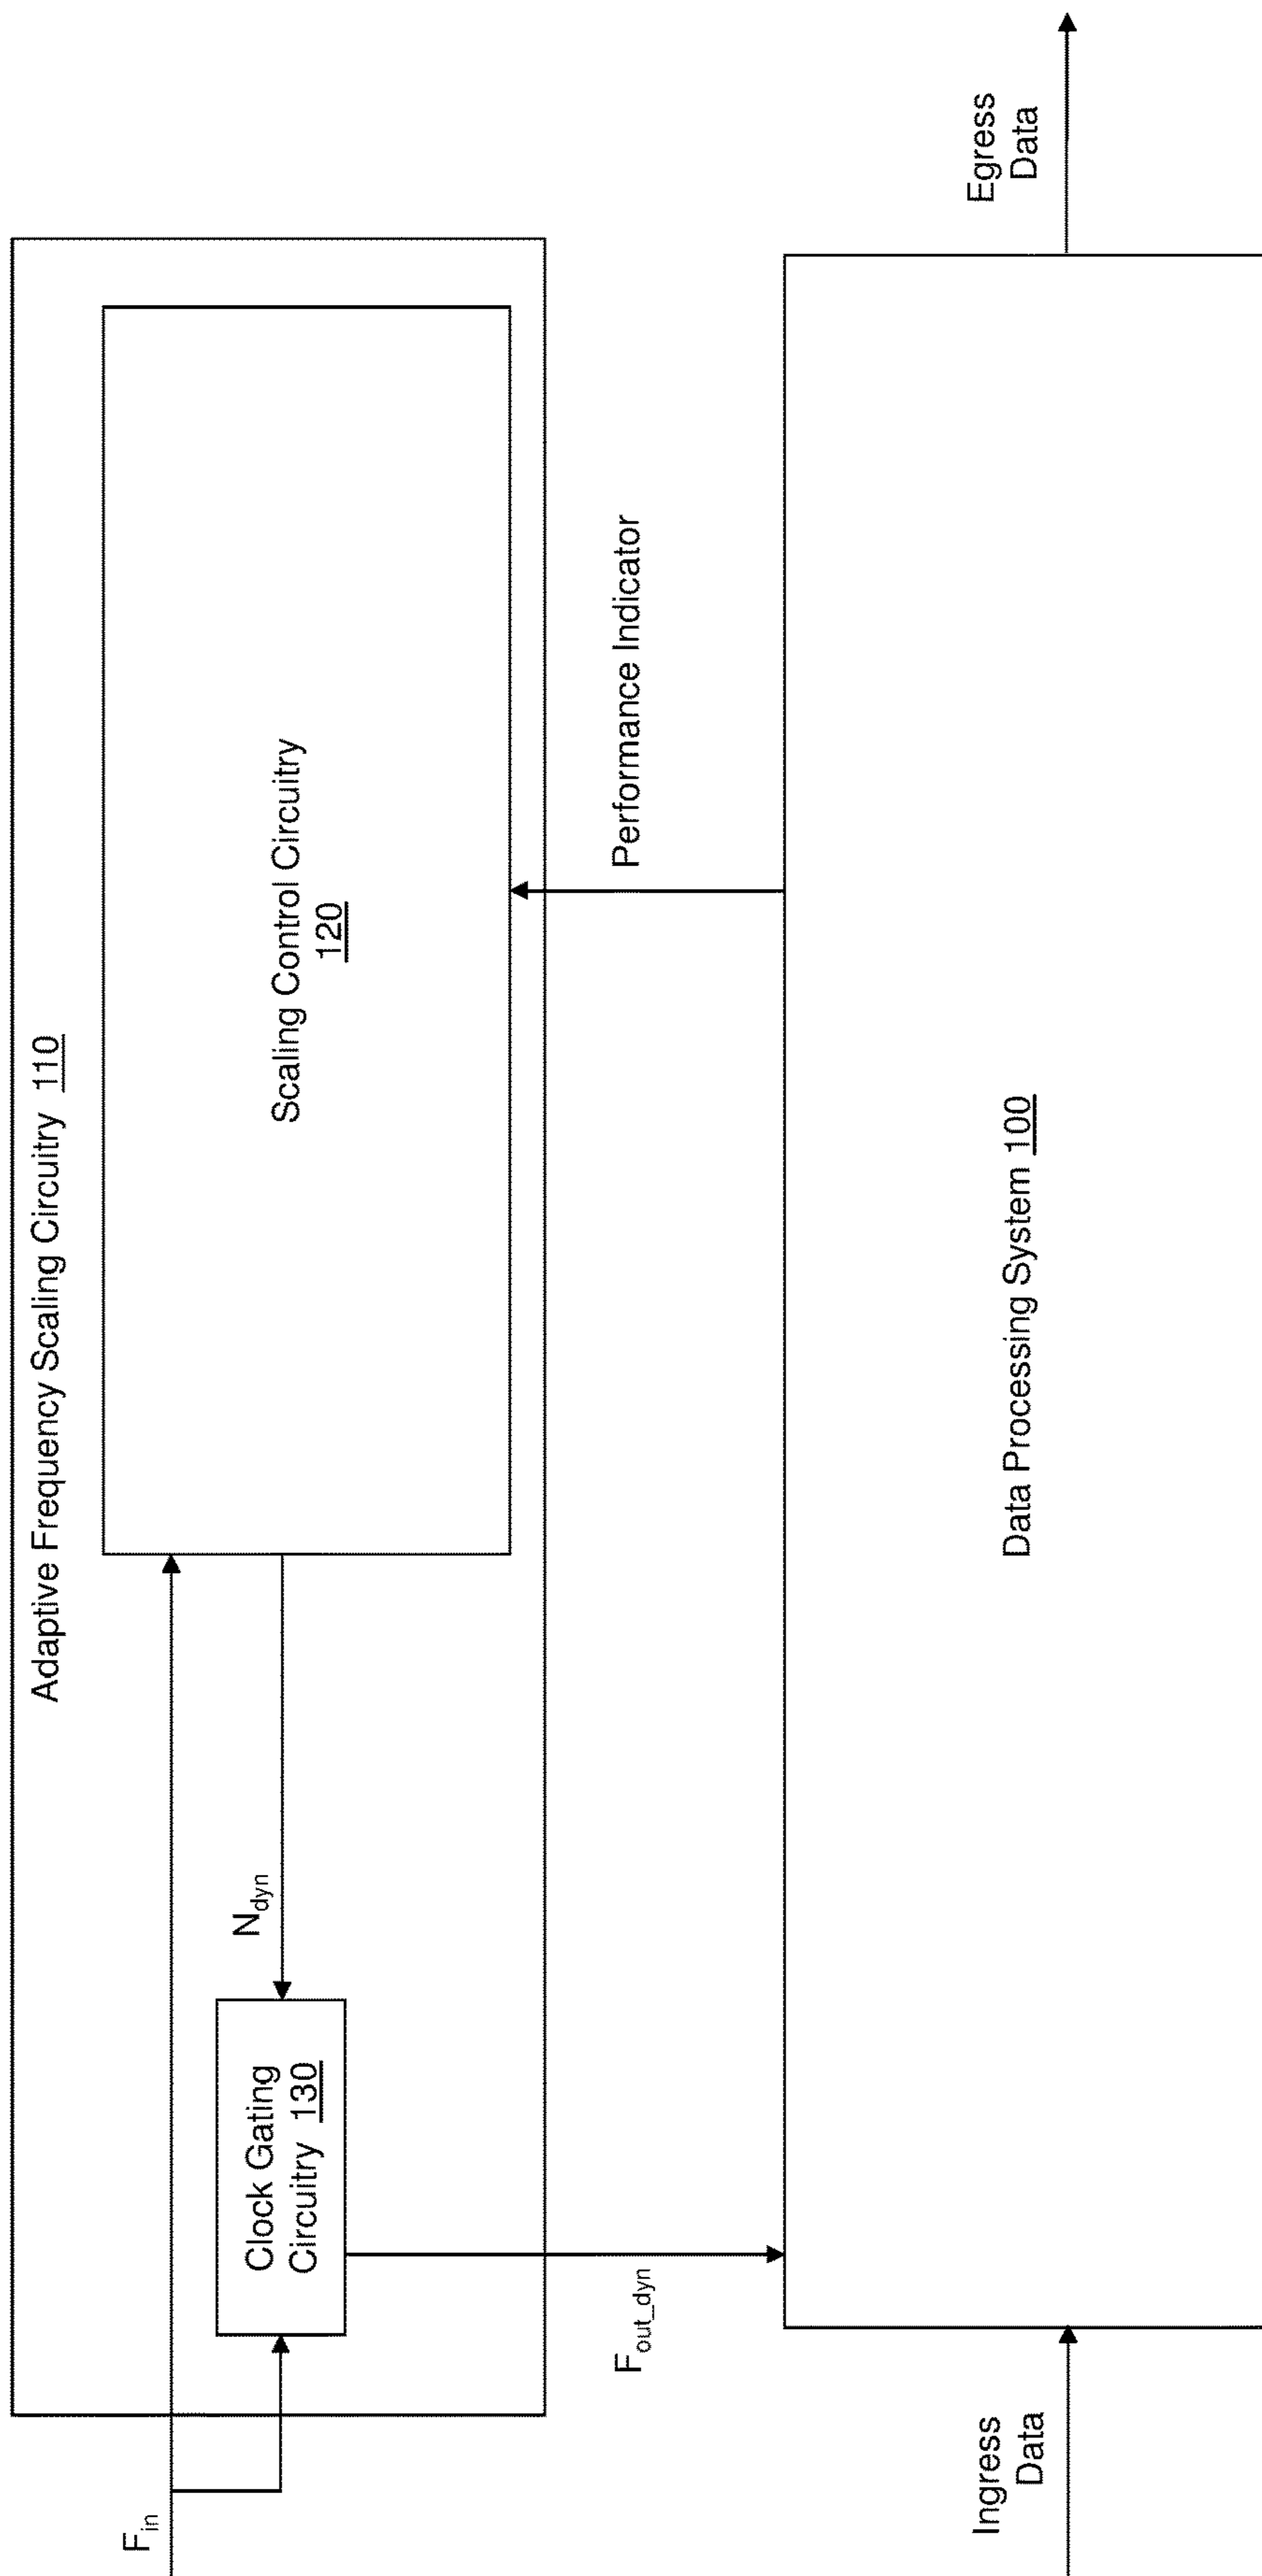 Adaptive Frequency Scaling Circuitry 110
F_in
N_dyn
Scaling Control Circuitry
120
Clock Gating
Circuitry 130
F_out_dyn
Performance Indicator
Ingress
Data
Data Processing System 100
Egress
Data